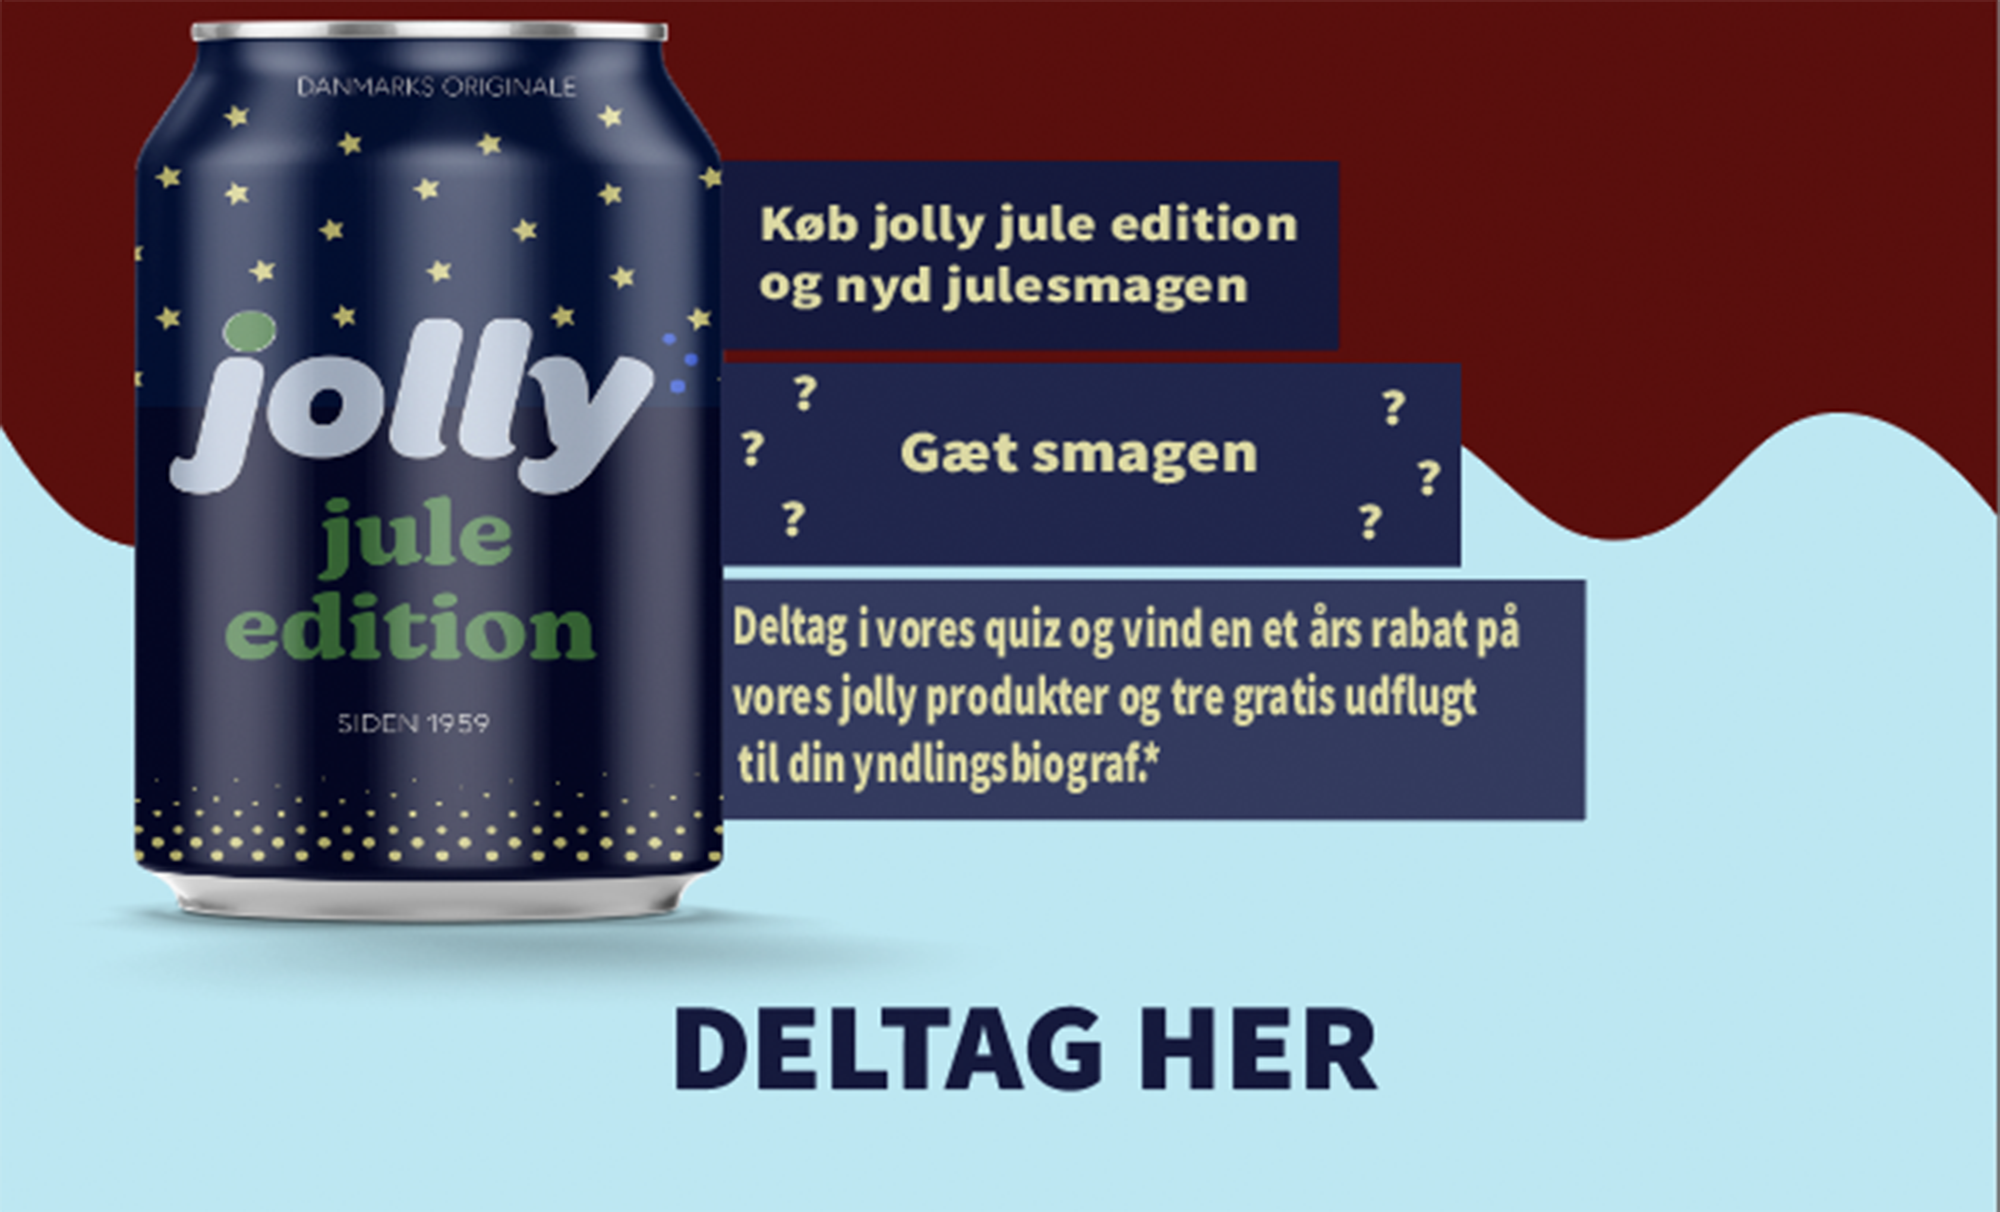 DANMARKS ORIGINALE
jolly
jule
edition
SIDEN 1959
Køb jolly jule edition
og nyd julesmagen
? ?
Gæt smagen
? ?
? ?
Deltag i vores quiz og vind en et års rabat på
vores jolly produkter og tre gratis udflugt
til din yndlingsbiograf.*
DELTAG HER